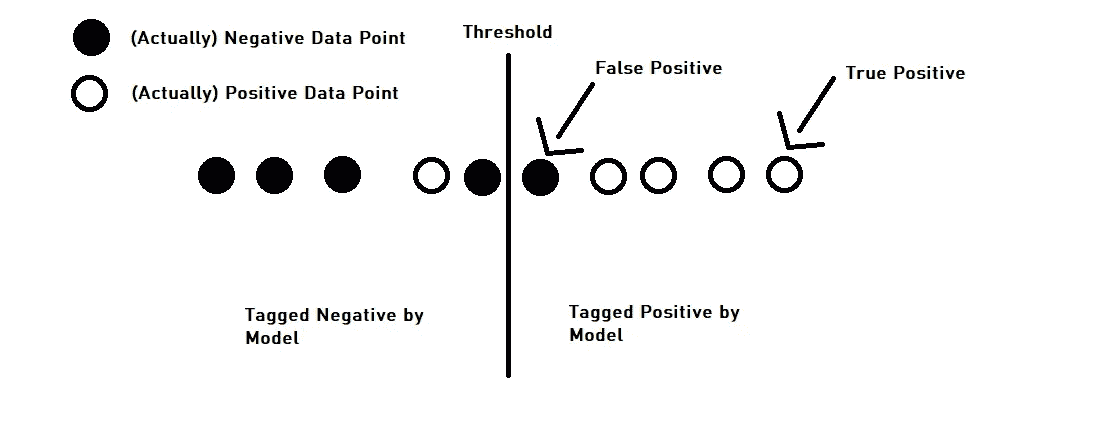 (Actually) Negative Data Point
(Actually) Positive Data Point
Threshold
False Positive
True Positive
Tagged Negative by
Model
Tagged Positive by
Model